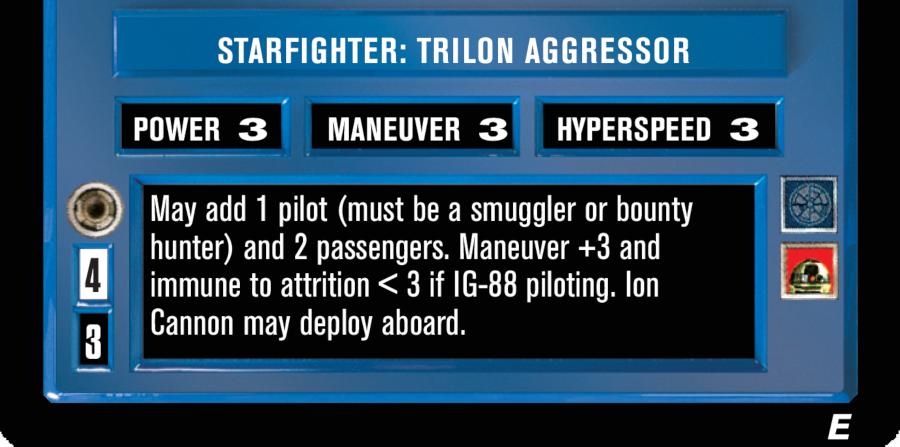 STARFIGHTER: TRILON AGGRESSOR
POWER 3 MANEUVER 3 HYPERSPEED 3
May add 1 pilot (must be a smuggler or bounty
hunter) and 2 passengers. Maneuver +3 and
immune to attrition < 3 if IG-88 piloting. Ion
Cannon may deploy aboard.
4
3
E